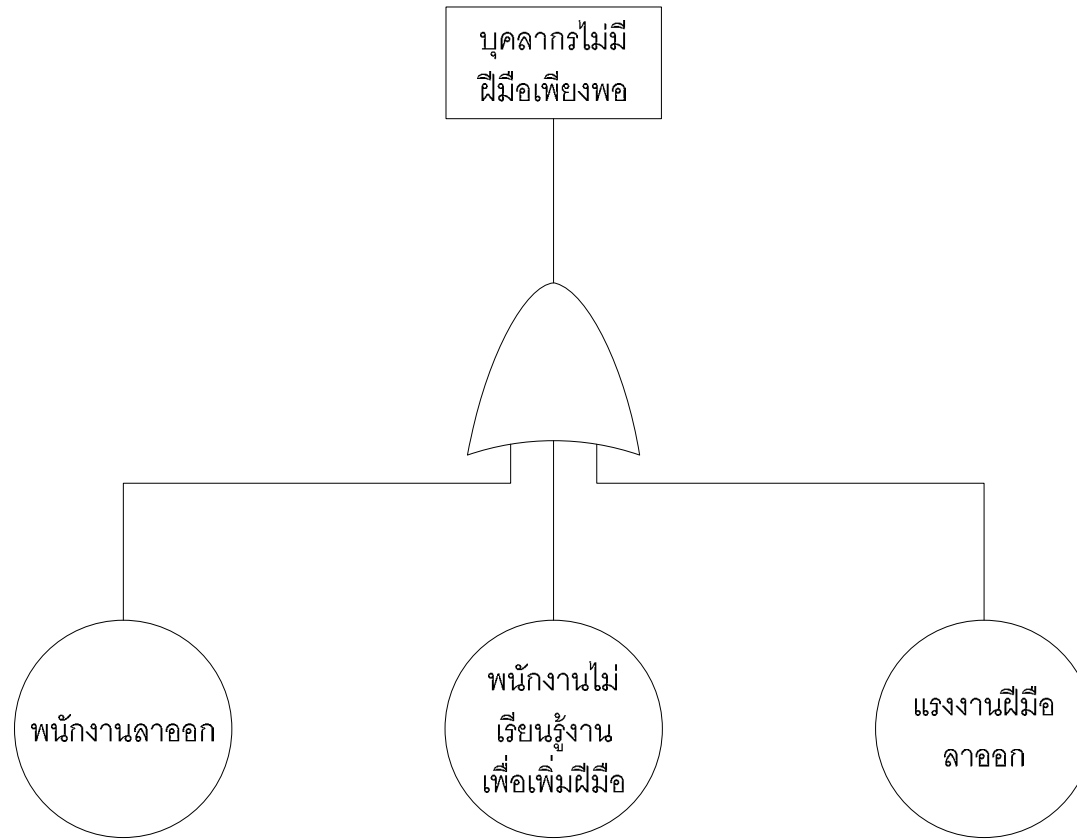 บุคลากรไม่มี
ฝีมือเพียงพอ
พนักงานลาออก
พนักงานไม่
เรียนรู้งาน
เพื่อเพิ่มฝีมือ
แรงงานฝีมือ
ลาออก